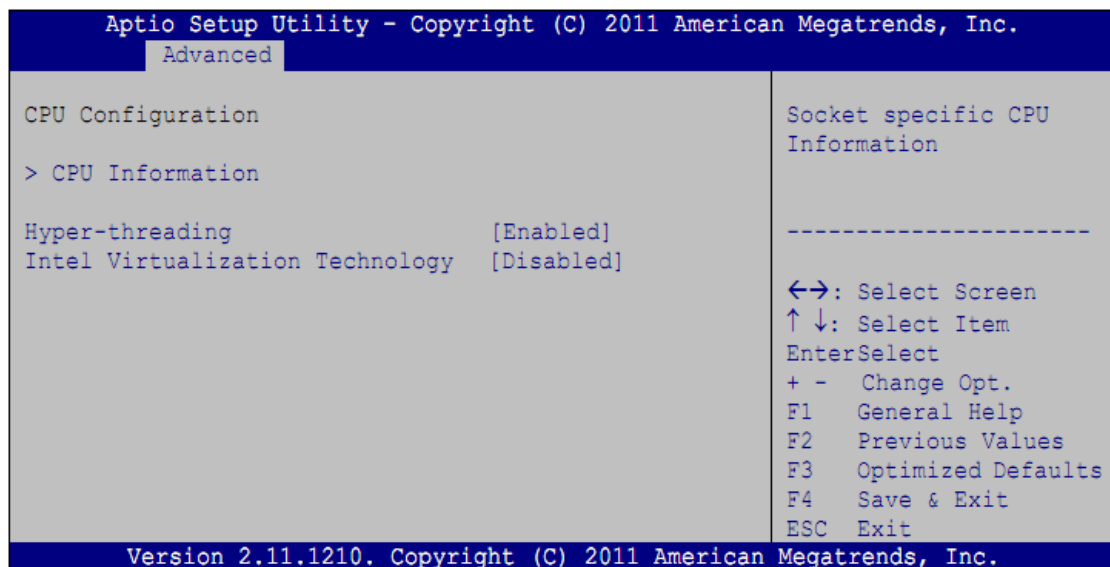 Aptio Setup Utility – Copyright (C) 2011 American Megatrends, Inc.
Advanced
CPU Configuration
> CPU Information
Hyper-threading [Enabled]
Intel Virtualization Technology [Disabled]
Socket specific CPU
Information
----------------------
←→: Select Screen
↑ ↓: Select Item
EnterSelect
+ - Change Opt.
F1 General Help
F2 Previous Values
F3 Optimized Defaults
F4 Save & Exit
ESC Exit
Version 2.11.1210. Copyright (C) 2011 American Megatrends, Inc.